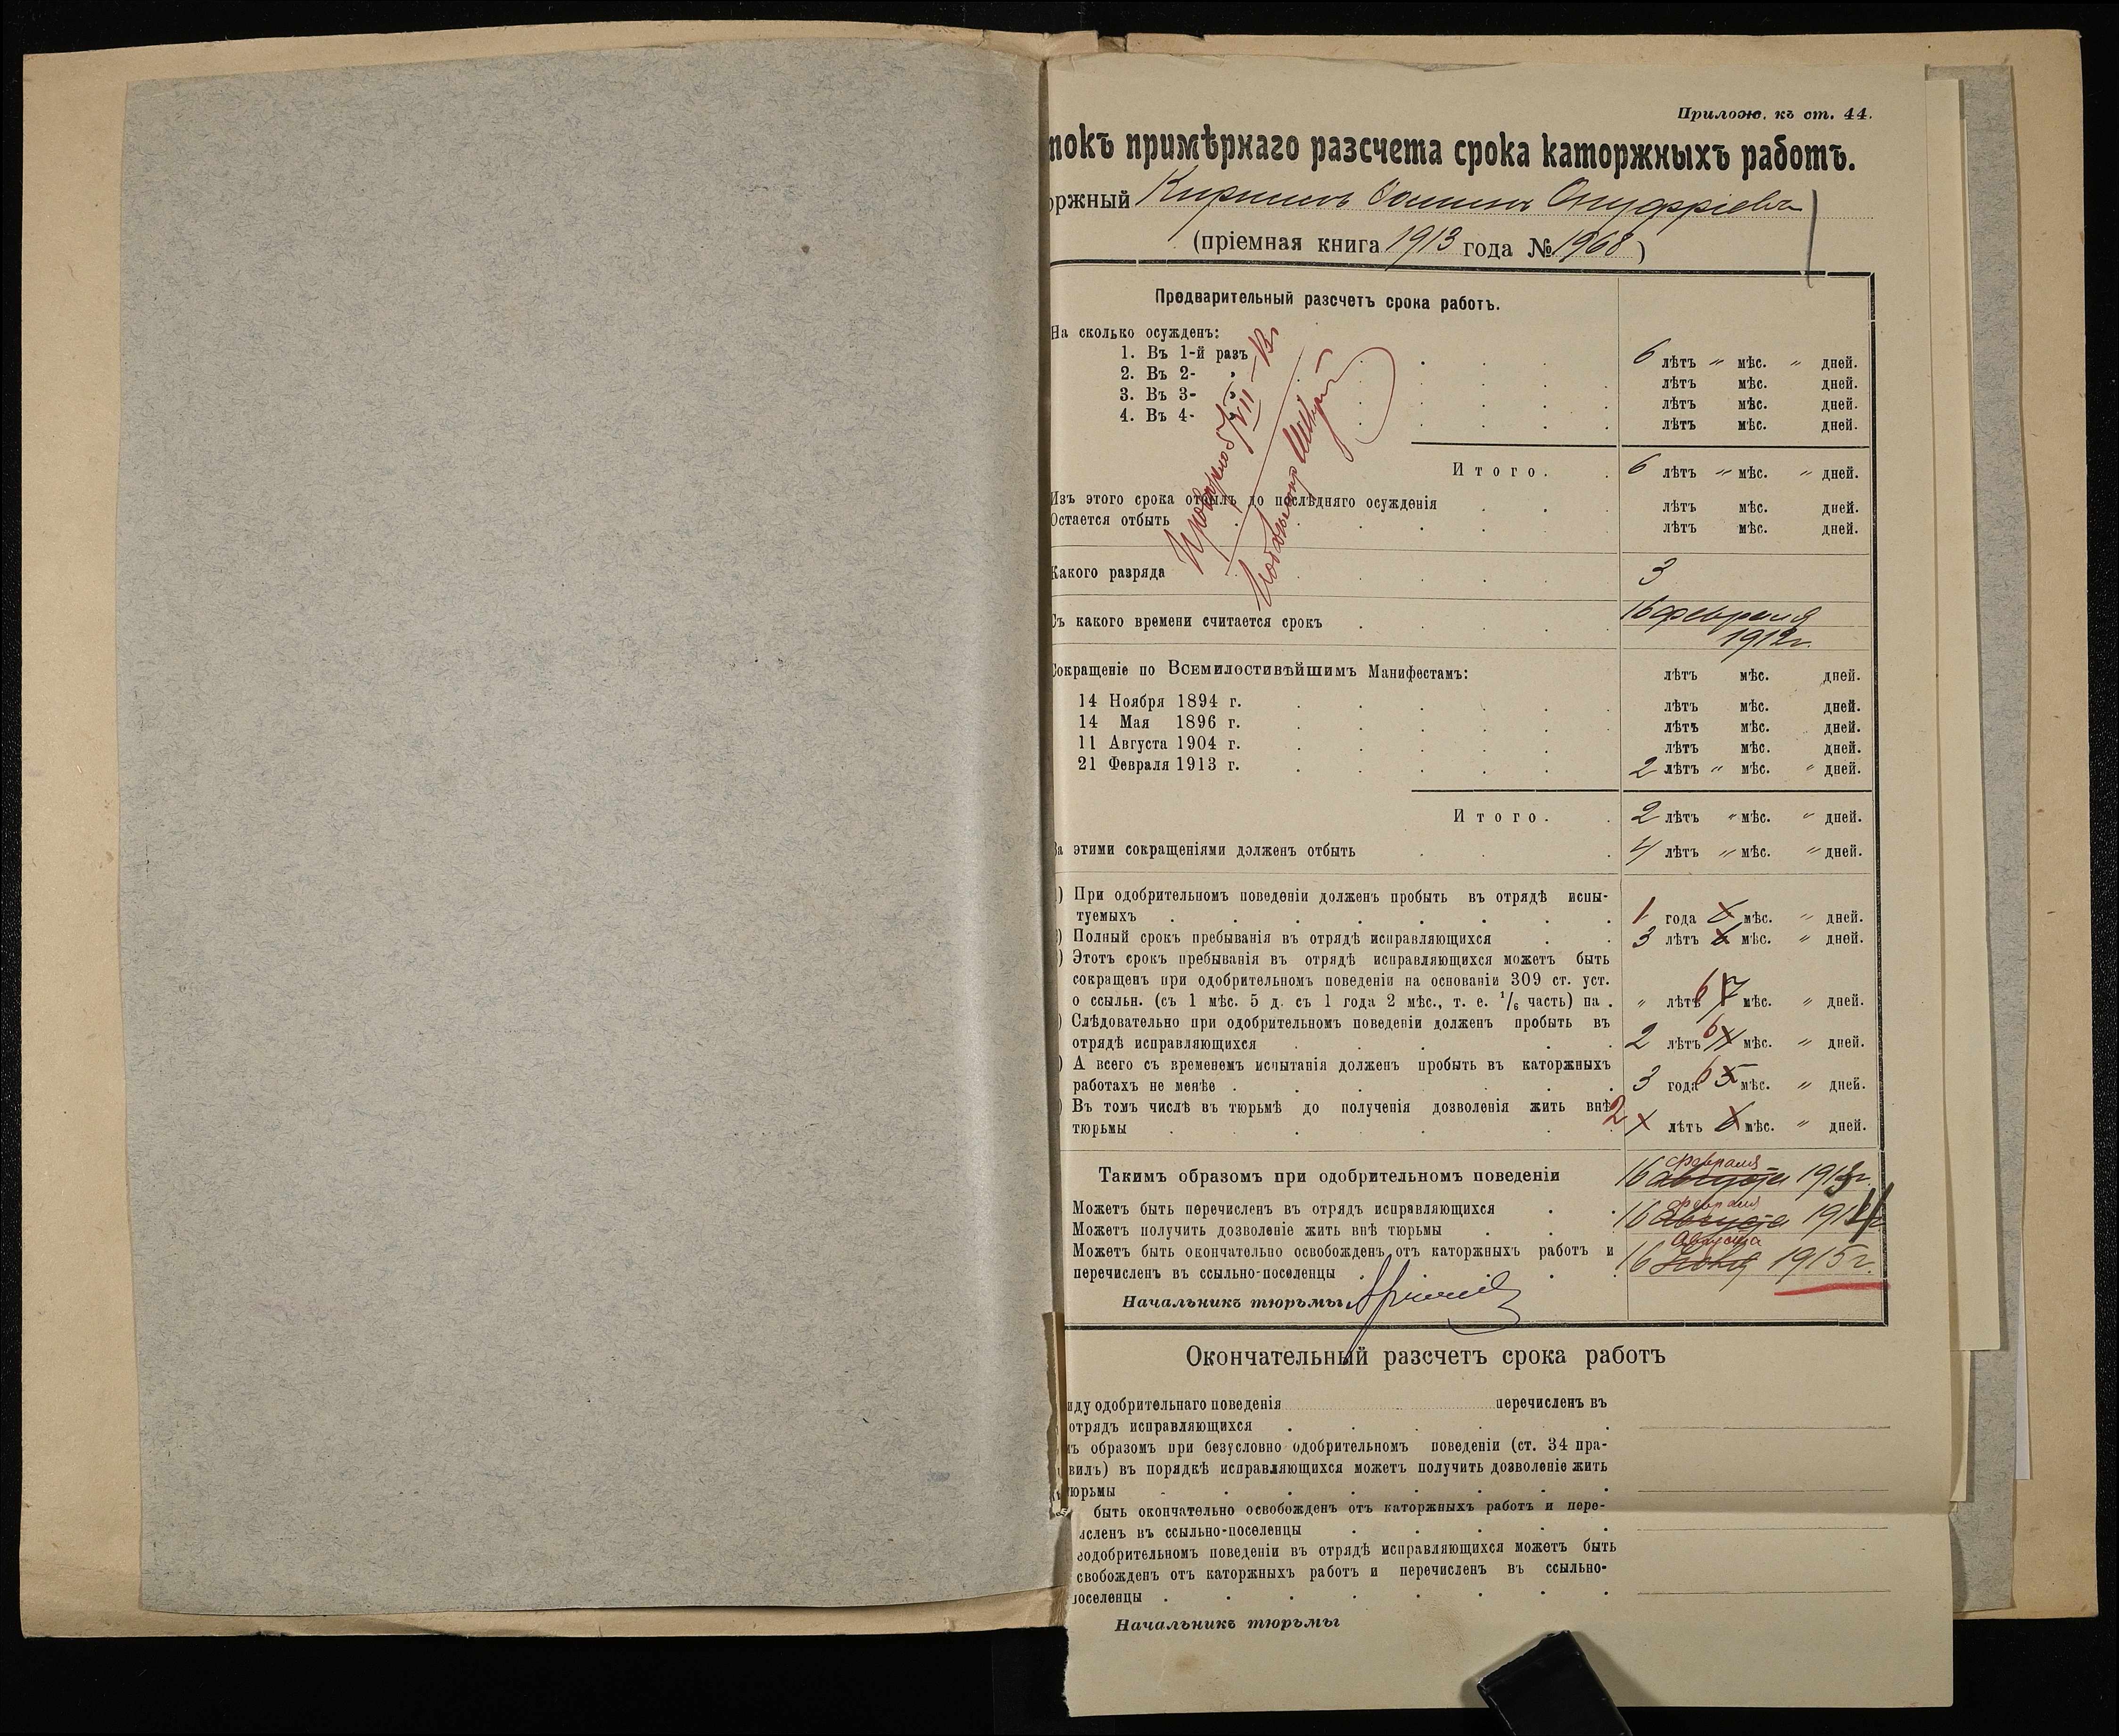 Прилож. къ ст. 44.
токъ примѣрнаго разсчета срока каторжныхъ работъ.
оржный Онуфріевъ
(пріемная книга 1913 года № 1968)
Предварительный разсчетъ срока работъ.
На сколько осужденъ:
1. Въ 1-й разъ 6 лѣтъ " мѣс. " дней.
2. Въ 2- " лѣтъ мѣс. дней.
3. Въ 3- " лѣтъ мѣс. дней.
4. Въ 4- " лѣтъ мѣс. дней.
Итого. 6 лѣтъ " мѣс. " дней.
Изъ этого срока отбылъ до послѣдняго осужденія лѣтъ мѣс. дней.
Остается отбыть лѣтъ мѣс. дней.
Какого разряда 3
Съ какого времени считается срокъ 16 февраля
1912 г.
Сокращеніе по Всемилостивѣйшимъ Манифестамъ: лѣтъ мѣс. дней.
14 Ноября 1894 г. лѣтъ мѣс. дней.
14 Мая 1896 г. лѣтъ мѣс. дней.
11 Августа 1904 г. лѣтъ мѣс. дней.
21 Февраля 1913 г. 2 лѣтъ " мѣс. " дней.
Итого. 2 лѣтъ " мѣс. " дней.
За этими сокращеніями долженъ отбыть 4 лѣтъ " мѣс. " дней.
) При одобрительномъ поведеніи долженъ пробыть въ отрядѣ испы-
туемыхъ 1 года 6 мѣс. " дней.
) Полный срокъ пребыванія въ отрядѣ исправляющихся 3 лѣтъ 6 мѣс. " дней.
) Этотъ срокъ пребыванія въ отрядѣ исправляющихся можетъ быть
сокращенъ при одобрительномъ поведеніи на основаніи 309 ст. уст.
о ссыльн. (съ 1 мѣс. 5 д. съ 1 года 2 мѣс., т. е. 1/6 часть) на . " лѣтъ 6 7 мѣс. " дней.
) Слѣдовательно при одобрительномъ поведеніи долженъ пробыть въ
отрядѣ исправляющихся 2 лѣтъ 6 11 мѣс. " дней.
) А всего съ временемъ испытанія долженъ пробыть въ каторжныхъ
работахъ не менѣе 3 года 6 5 мѣс. " дней.
) Въ томъ числѣ въ тюрьмѣ до полученія дозволенія жить внѣ
тюрьмы 2 лѣтъ 6 мѣс. " дней.
Такимъ образомъ при одобрительномъ поведеніи
Можетъ быть перечисленъ въ отрядъ исправляющихся 16 августа февраля 1913 г.
Можетъ получить дозволеніе жить внѣ тюрьмы 16 августа февраля 1914 г.
Можетъ быть окончательно освобожденъ отъ каторжныхъ работъ и
перечисленъ въ ссыльно-поселенцы 16 Августа 1915 г.
Начальникъ тюрьмы
Окончательный разсчетъ срока работъ
иду одобрительнаго поведенія перечисленъ въ
отрядъ исправляющихся
ъ образомъ при безусловно одобрительномъ поведеніи (ст. 34 пра-
вилъ) въ порядкѣ исправляющихся можетъ получить дозволеніе жить
тюрьмы
быть окончательно освобожденъ отъ каторжныхъ работъ и пере-
исленъ въ ссыльно-поселенцы
еодобрительномъ поведеніи въ отрядѣ исправляющихся можетъ быть
свобожденъ отъ каторжныхъ работъ и перечисленъ въ ссыльно-
поселенцы
Начальникъ тюрьмы